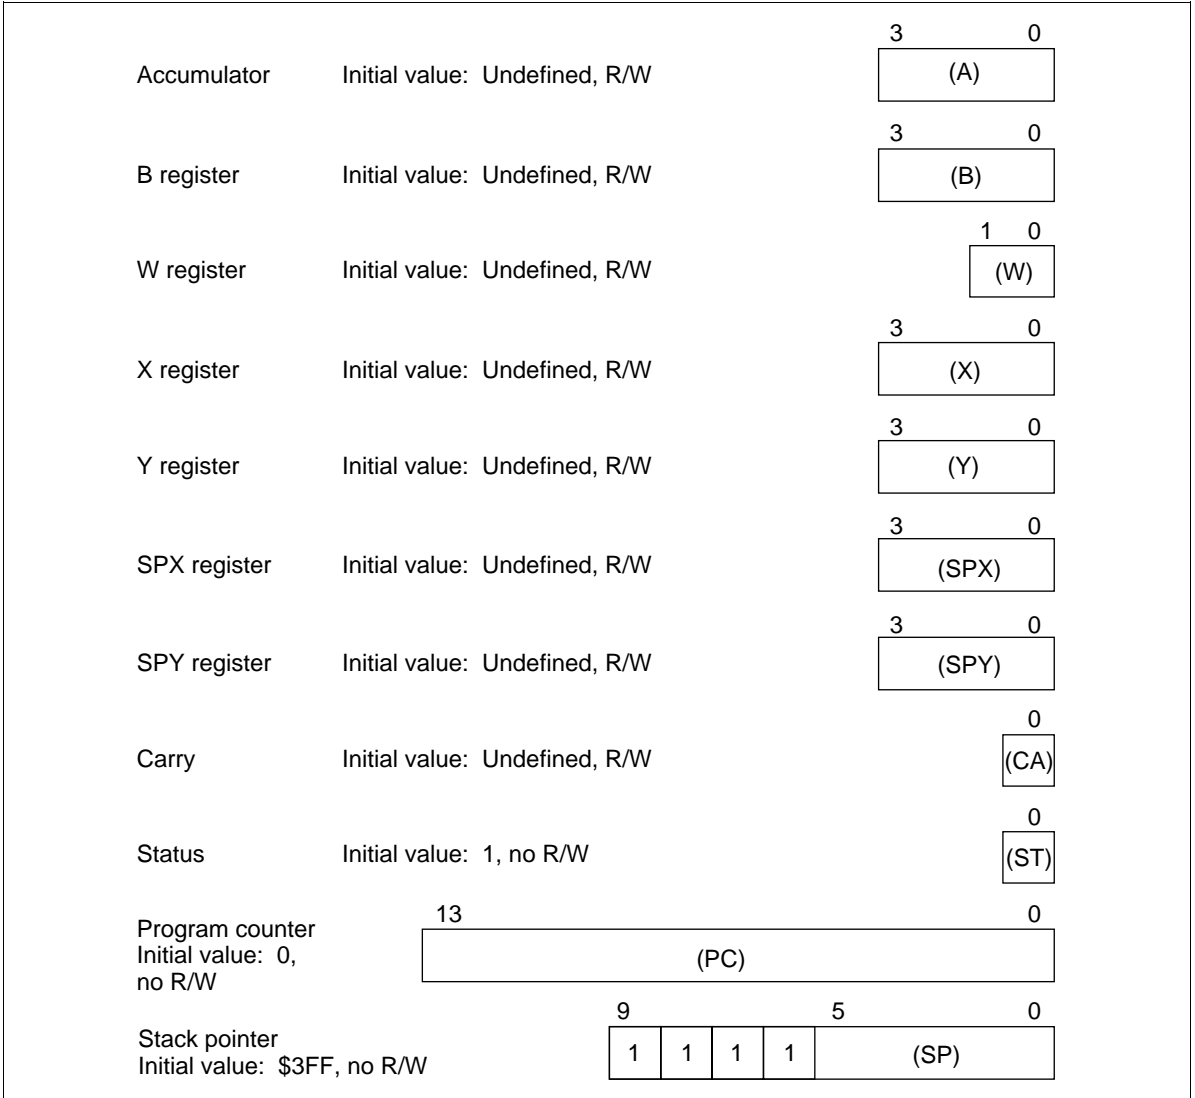 3 0
Accumulator Initial value: Undefined, R/W (A)
3 0
B register Initial value: Undefined, R/W (B)
1 0
W register Initial value: Undefined, R/W (W)
3 0
X register Initial value: Undefined, R/W (X)
3 0
Y register Initial value: Undefined, R/W (Y)
3 0
SPX register Initial value: Undefined, R/W (SPX)
3 0
SPY register Initial value: Undefined, R/W (SPY)
0
Carry Initial value: Undefined, R/W (CA)
0
Status Initial value: 1, no R/W (ST)
13 0
Program counter
Initial value: 0, (PC)
no R/W
9 5 0
Stack pointer
1 1 1 1 (SP)
Initial value: $3FF, no R/W